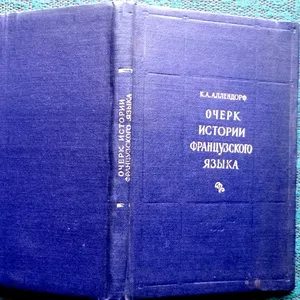 К.А.АЛЛЕНДОРФ
ОЧЕРК
ИСТОРИИ
ФРАНЦУЗСКОГО
ЯЗЫКА
ОЧЕРК ИСТОРИИ
ФРАНЦУЗСКОГО ЯЗЫКА